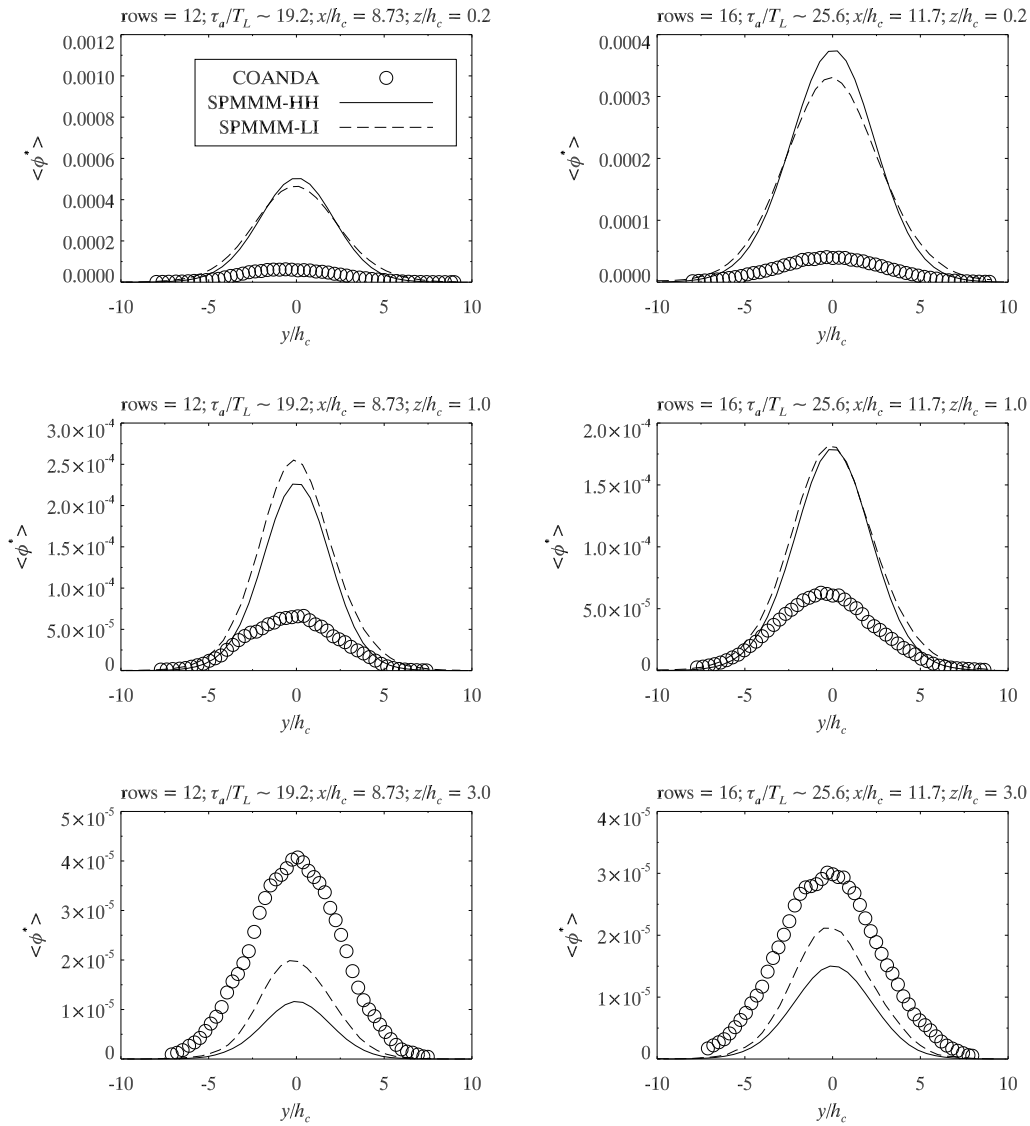 rows = 12; τa/TL ~ 19.2; x/hc = 8.73; z/hc = 0.2
0.0012
0.0010
0.0008
0.0006
0.0004
0.0002
0.0000
<ϕ*>
COANDA
SPMMM-HH
SPMMM-LI
-10 -5 0 5 10
y/hc
rows = 16; τa/TL ~ 25.6; x/hc = 11.7; z/hc = 0.2
0.0004
0.0003
0.0002
0.0001
0.0000
<ϕ*>
-10 -5 0 5 10
y/hc
rows = 12; τa/TL ~ 19.2; x/hc = 8.73; z/hc = 1.0
3.0×10⁻⁴
2.5×10⁻⁴
2.0×10⁻⁴
1.5×10⁻⁴
1.0×10⁻⁴
5.0×10⁻⁵
0
<ϕ*>
-10 -5 0 5 10
y/hc
rows = 16; τa/TL ~ 25.6; x/hc = 11.7; z/hc = 1.0
2.0×10⁻⁴
1.5×10⁻⁴
1.0×10⁻⁴
5.0×10⁻⁵
0
<ϕ*>
-10 -5 0 5 10
y/hc
rows = 12; τa/TL ~ 19.2; x/hc = 8.73; z/hc = 3.0
5×10⁻⁵
4×10⁻⁵
3×10⁻⁵
2×10⁻⁵
1×10⁻⁵
0
<ϕ*>
-10 -5 0 5 10
y/hc
rows = 16; τa/TL ~ 25.6; x/hc = 11.7; z/hc = 3.0
4×10⁻⁵
3×10⁻⁵
2×10⁻⁵
1×10⁻⁵
0
<ϕ*>
-10 -5 0 5 10
y/hc